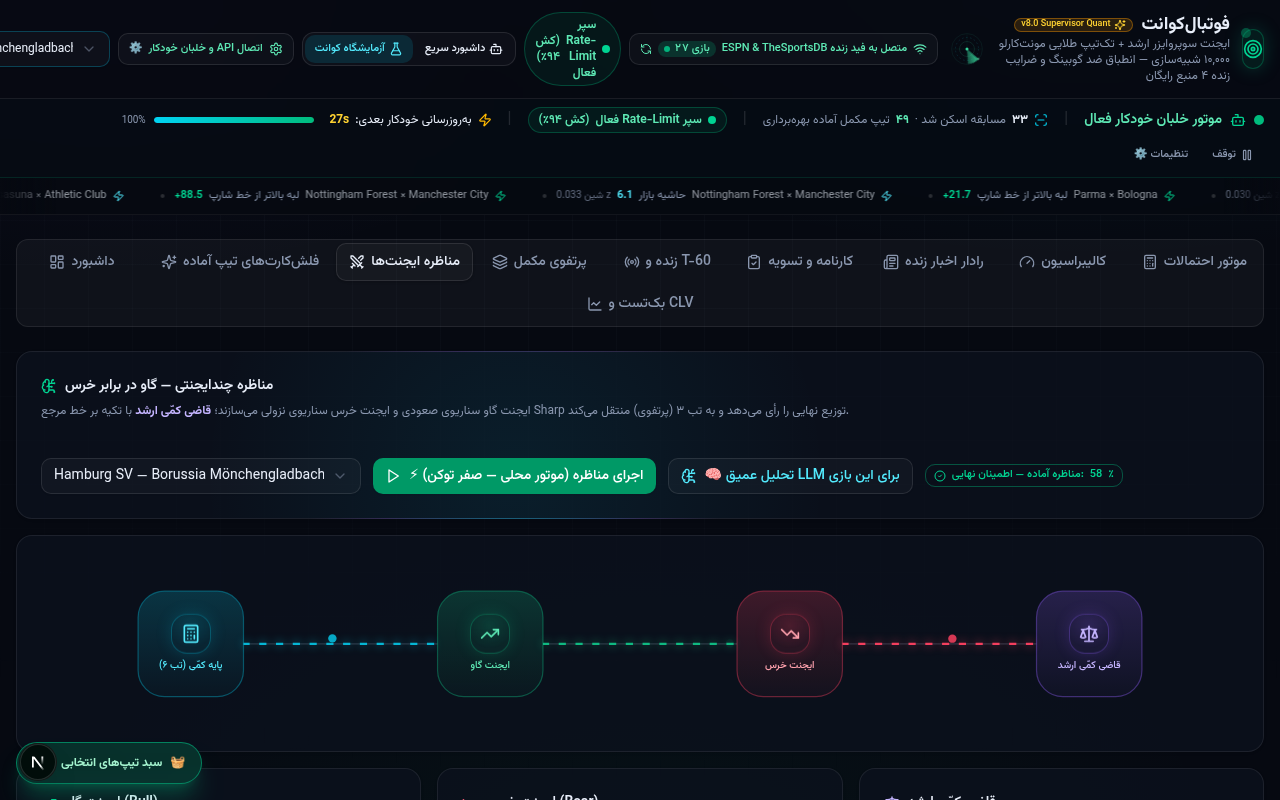 فوتبال‌کوانت
v8.0 Supervisor Quant
ایجنت سوپروایزر ارشد + تک‌تیپ طلایی مونت‌کارلو
۱۰,۰۰۰ شبیه‌سازی — انطباق ضد گوبینگ و ضرایب
زنده ۴ منبع رایگان
متصل به فید زنده ESPN & TheSportsDB
۲۷ بازی
سپر
Rate-
Limit
فعال
(کش
۹۴٪)
داشبورد سریع
آزمایشگاه کوانت
اتصال API و خلبان خودکار ⚙️
موتور خلبان خودکار فعال
۳۳ مسابقه اسکن شد · ۴۹ تیپ مکمل آماده بهره‌برداری
سپر Rate-Limit فعال (کش ۹۴٪)
به‌روزرسانی خودکار بعدی: 27s
100%
توقف
تنظیمات ⚙️
Parma × Bologna لبه بالاتر از خط شارپ +21.7
Nottingham Forest × Manchester City حاشیه بازار 6.1 شین z 0.033
Nottingham Forest × Manchester City لبه بالاتر از خط شارپ +88.5
× Athletic Club
موتور احتمالات
کالیبراسیون
رادار اخبار زنده
کارنامه و تسویه
زنده و T-60
پرتفوی مکمل
مناظره ایجنت‌ها
فلش‌کارت‌های تیپ آماده
داشبورد
بک‌تست و CLV
مناظره چندایجنتی — گاو در برابر خرس
ایجنت گاو سناریوی صعودی و ایجنت خرس سناریوی نزولی می‌سازند؛ قاضی کمّی ارشد با تکیه بر خط مرجع Sharp توزیع نهایی را رأی می‌دهد و به تب ۳ (پرتفوی) منتقل می‌کند.
Hamburg SV — Borussia Mönchengladbach
اجرای مناظره (موتور محلی — صفر توکن) ⚡
🧠 تحلیل عمیق LLM برای این بازی
مناظره آماده — اطمینان نهایی: 58 ٪
پایه کمّی (تب ۶)
ایجنت گاو
ایجنت خرس
قاضی کمّی ارشد
🧺 سبد تیپ‌های انتخابی
N